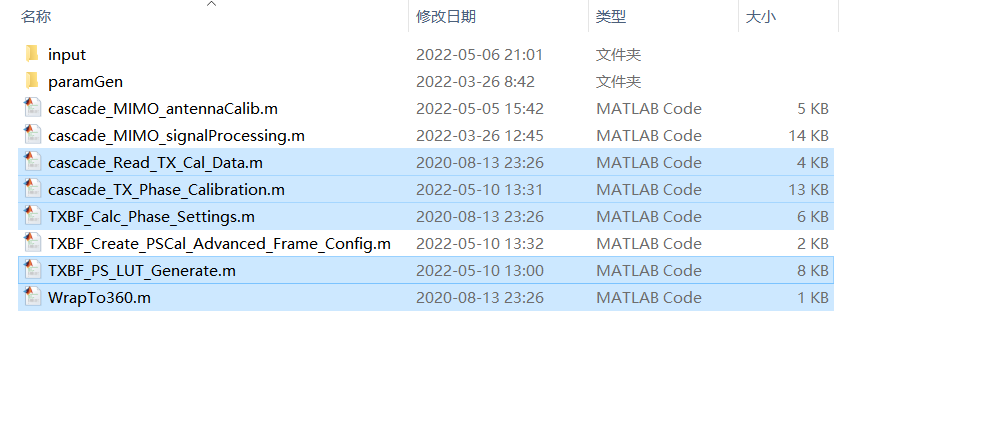 名称 修改日期 类型 大小
input 2022-05-06 21:01 文件夹
paramGen 2022-03-26 8:42 文件夹
cascade_MIMO_antennaCalib.m 2022-05-05 15:42 MATLAB Code 5 KB
cascade_MIMO_signalProcessing.m 2022-03-26 12:45 MATLAB Code 14 KB
cascade_Read_TX_Cal_Data.m 2020-08-13 23:26 MATLAB Code 4 KB
cascade_TX_Phase_Calibration.m 2022-05-10 13:31 MATLAB Code 13 KB
TXBF_Calc_Phase_Settings.m 2020-08-13 23:26 MATLAB Code 6 KB
TXBF_Create_PSCal_Advanced_Frame_Config.m 2022-05-10 13:32 MATLAB Code 2 KB
TXBF_PS_LUT_Generate.m 2022-05-10 13:00 MATLAB Code 8 KB
WrapTo360.m 2020-08-13 23:26 MATLAB Code 1 KB